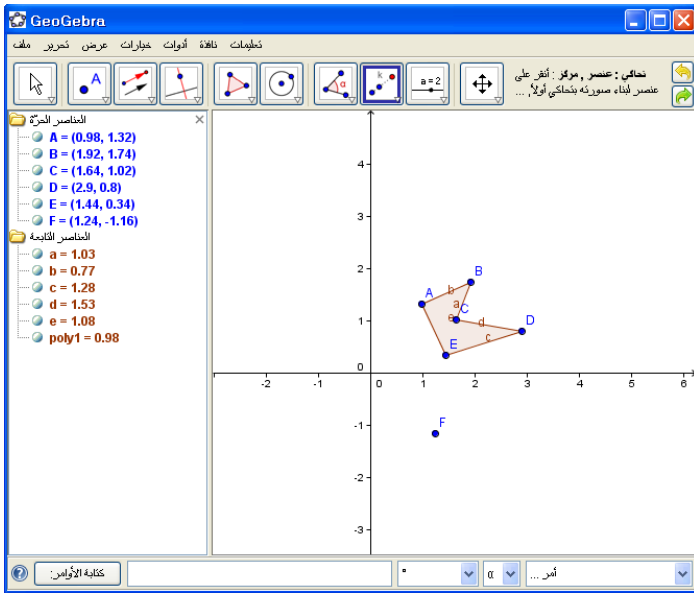 GeoGebra
ملف تحرير عرض خيارات أدوات نافذة تعليمات
A α a = 2 k
تحاكي : عنصر , مركز : أنقر على
عنصر لبناء صورته بتحاكي أولاً, ...
العناصر الحرّة
A = (0.98, 1.32)
B = (1.92, 1.74)
C = (1.64, 1.02)
D = (2.9, 0.8)
E = (1.44, 0.34)
F = (1.24, -1.16)
العناصر التابعة
a = 1.03
b = 0.77
c = 1.28
d = 1.53
e = 1.08
poly1 = 0.98
4
3
2
1
0
-1
-2
-3
-2 -1 0 1 2 3 4 5 6
A
B
b
a
C
e
d
D
c
E
F
كتابة الأوامر:
°
α
أمر ...